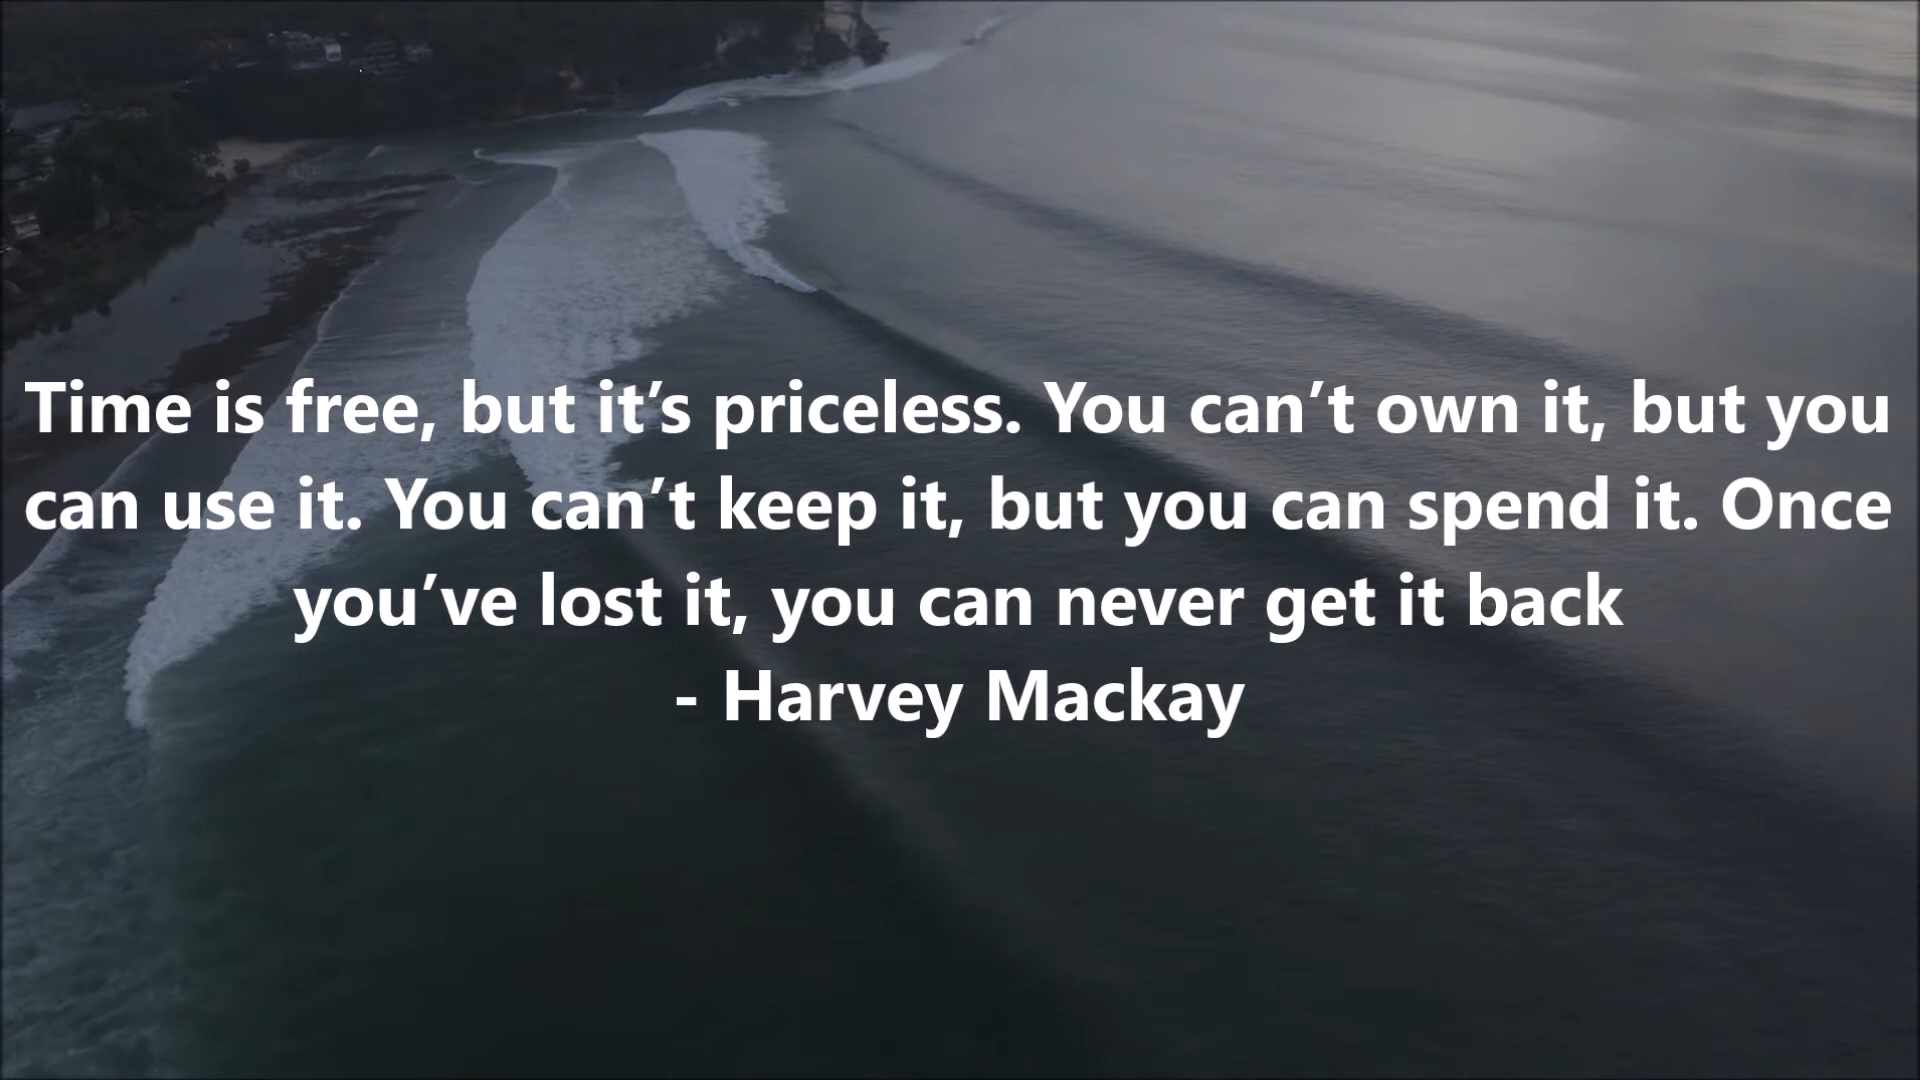 Time is free, but it’s priceless. You can’t own it, but you
can use it. You can’t keep it, but you can spend it. Once
you’ve lost it, you can never get it back
- Harvey Mackay